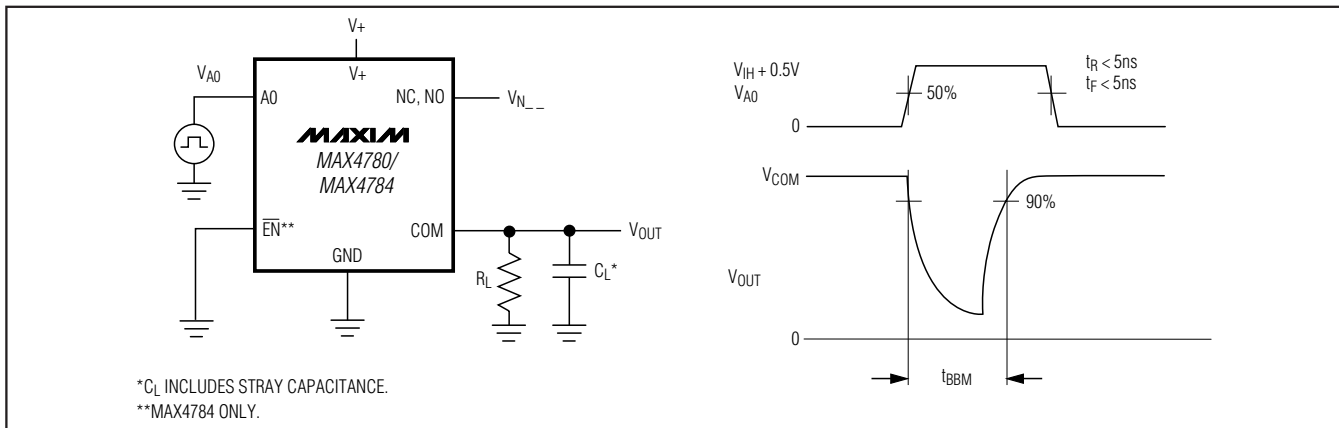 V+
V+
VA0
A0
NC, NO
VN_ _
MAXIM
MAX4780/
MAX4784
EN**
COM
VOUT
GND
RL
CL*
*CL INCLUDES STRAY CAPACITANCE.
**MAX4784 ONLY.
VIH + 0.5V
VA0
50%
tR < 5ns
tF < 5ns
0
VCOM
90%
VOUT
0
tBBM